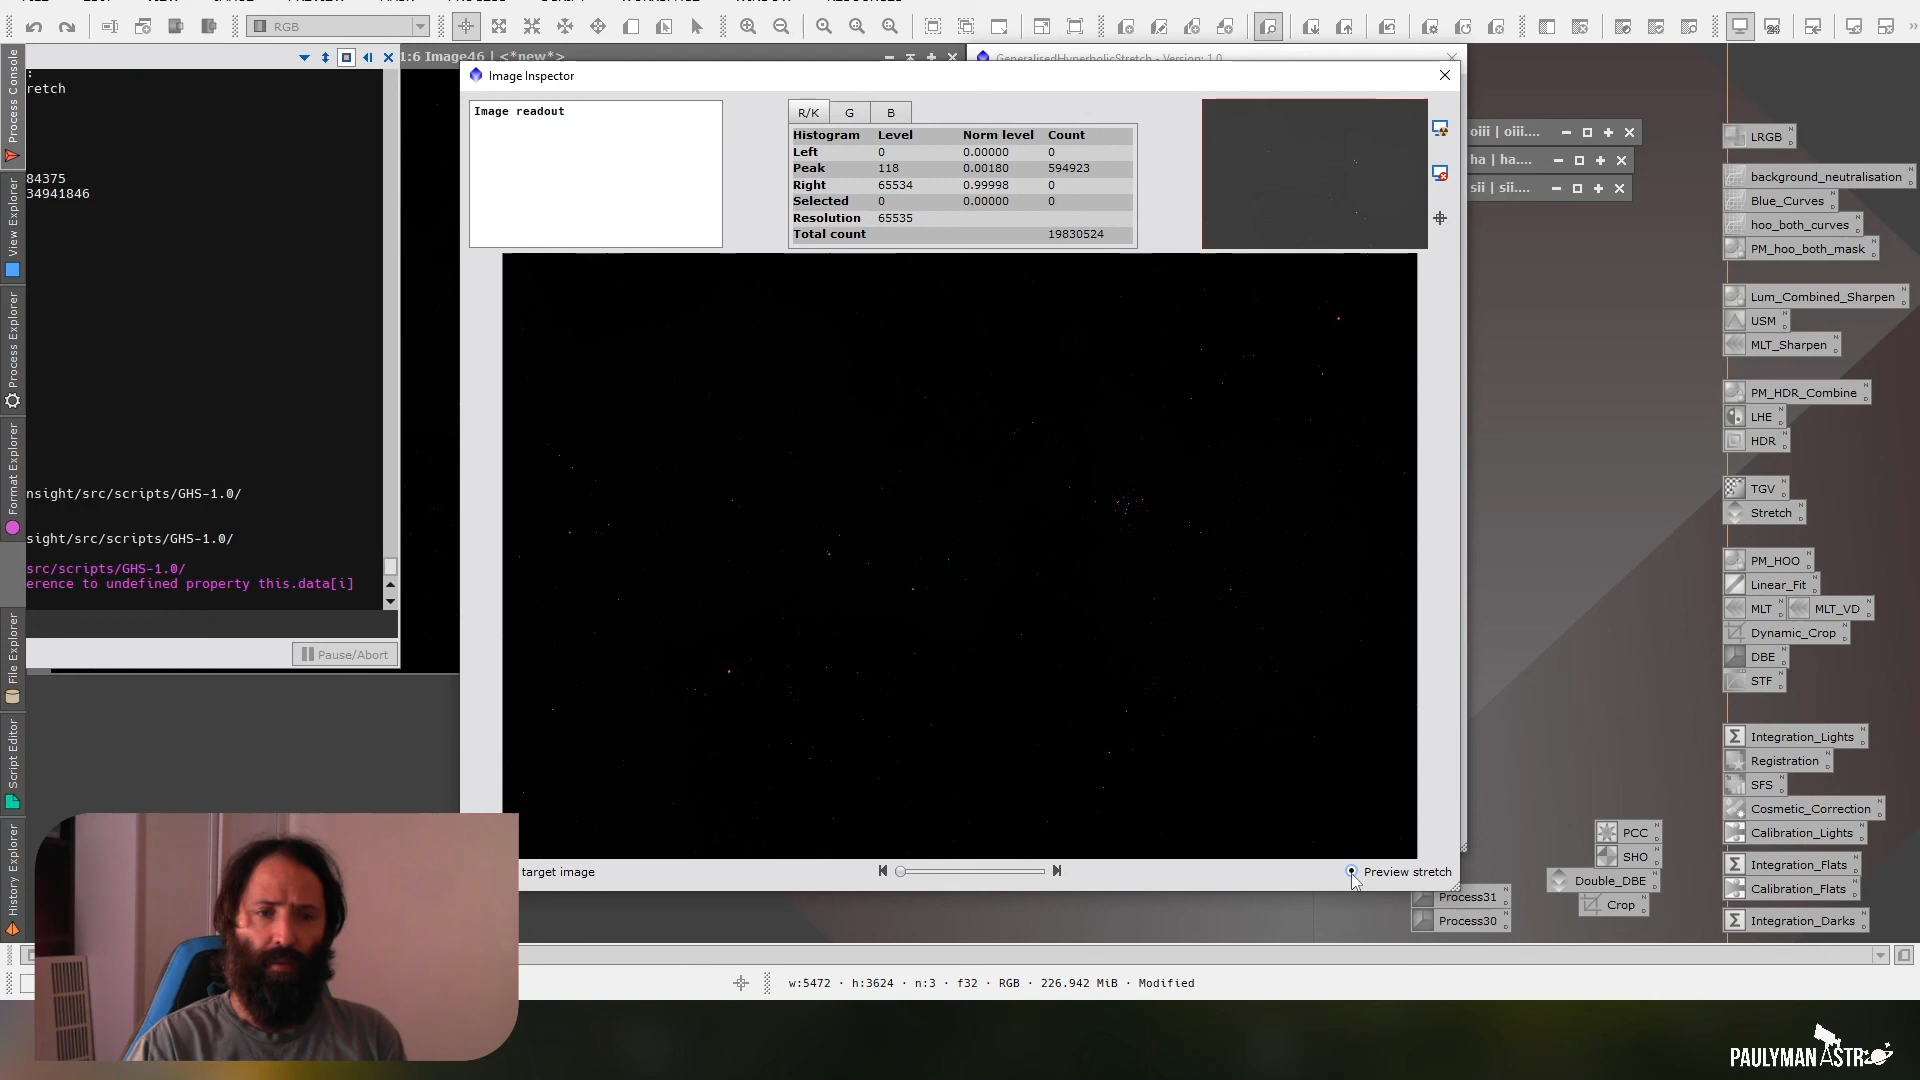 RGB
1:6 Image46 | <*new*>
GeneralisedHyperbolicStretch - Version: 1.0
Image Inspector
Process Console
View Explorer
Process Explorer
Format Explorer
File Explorer
Script Editor
History Explorer
:
retch
84375
34941846
nsight/src/scripts/GHS-1.0/
sight/src/scripts/GHS-1.0/
src/scripts/GHS-1.0/
erence to undefined property this.data[i]
Pause/Abort
Image readout
R/K G B
Histogram Level Norm level Count
Left 0 0.00000 0
Peak 118 0.00180 594923
Right 65534 0.99998 0
Selected 0 0.00000 0
Resolution 65535
Total count 19830524
target image
Preview stretch
oiii | oiii....
ha | ha....
sii | sii....
LRGB
background_neutralisation
Blue_Curves
hoo_both_curves
PM_hoo_both_mask
Lum_Combined_Sharpen
USM
MLT_Sharpen
PM_HDR_Combine
LHE
HDR
TGV
Stretch
PM_HOO
Linear_Fit
MLT MLT_VD
Dynamic_Crop
DBE
STF
Integration_Lights
Registration
SFS
Cosmetic_Correction
Calibration_Lights
Integration_Flats
Calibration_Flats
Integration_Darks
PCC
SHO
Double_DBE
Crop
Process31
Process30
w:5472 · h:3624 · n:3 · f32 · RGB · 226.942 MiB · Modified
PAULYMAN ASTRO